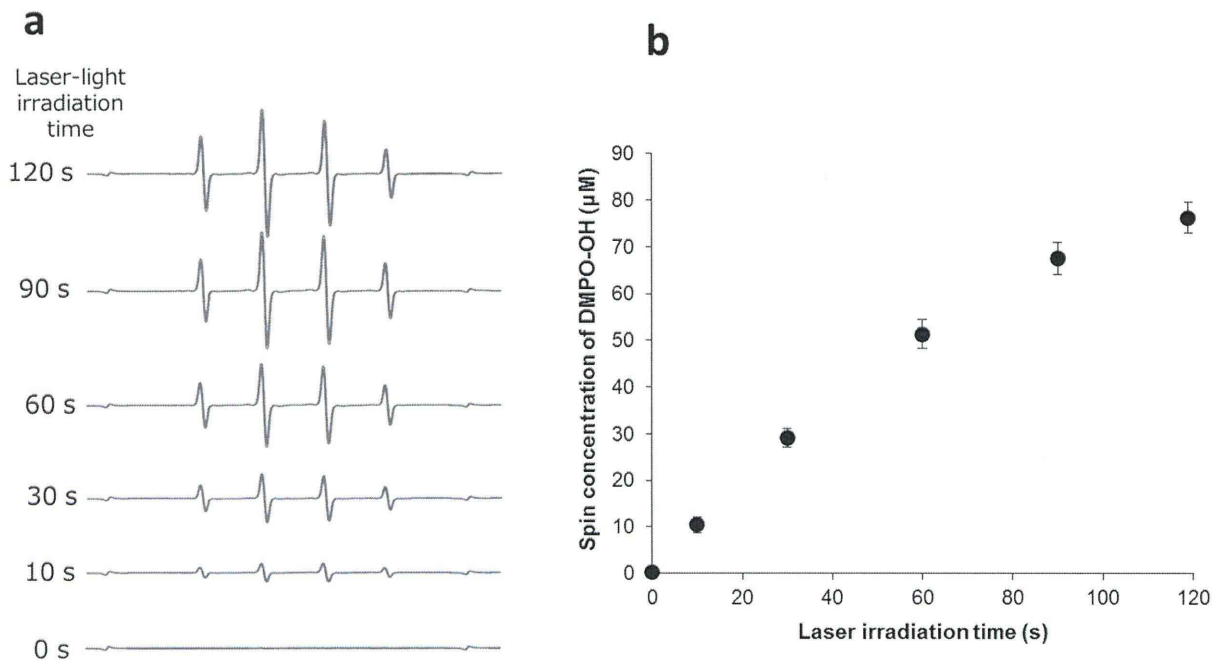 a
Laser-light
irradiation
time
120 s
90 s
60 s
30 s
10 s
0 s
b
Spin concentration of DMPO-OH (μM)
90
80
70
60
50
40
30
20
10
0
0 20 40 60 80 100 120
Laser irradiation time (s)